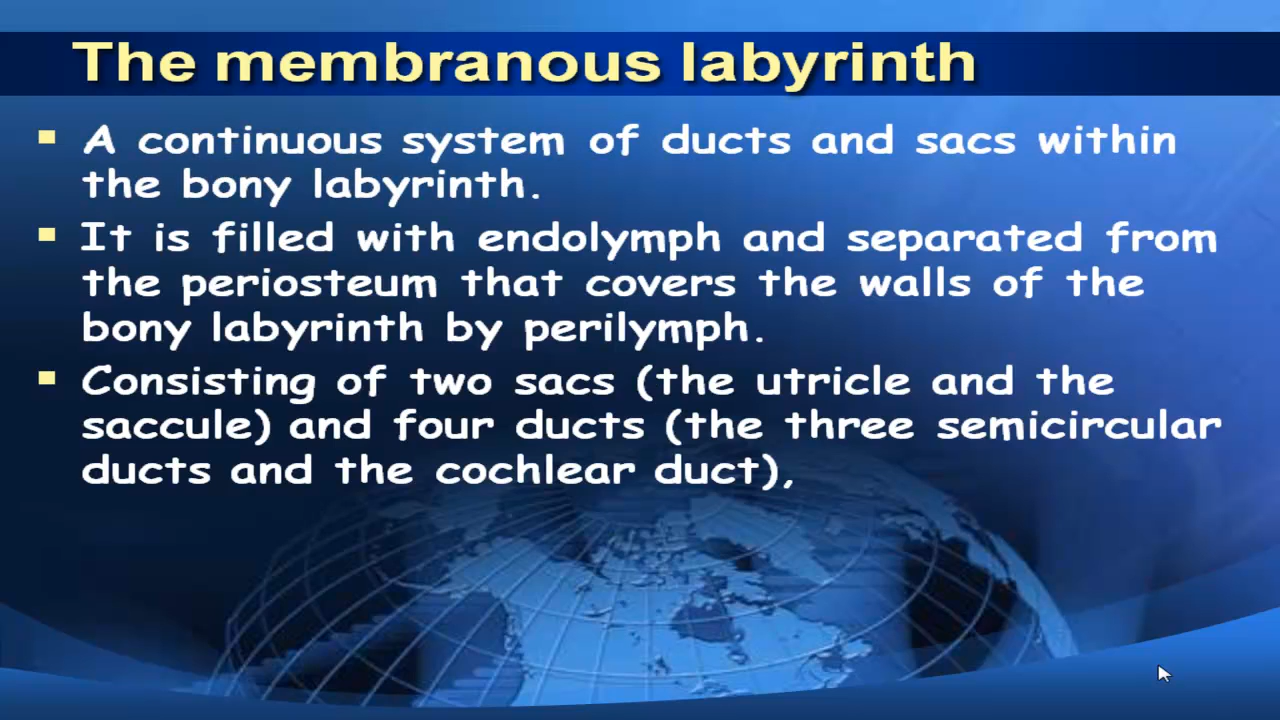 The membranous labyrinth
▪ A continuous system of ducts and sacs within
the bony labyrinth.
▪ It is filled with endolymph and separated from
the periosteum that covers the walls of the
bony labyrinth by perilymph.
▪ Consisting of two sacs (the utricle and the
saccule) and four ducts (the three semicircular
ducts and the cochlear duct),